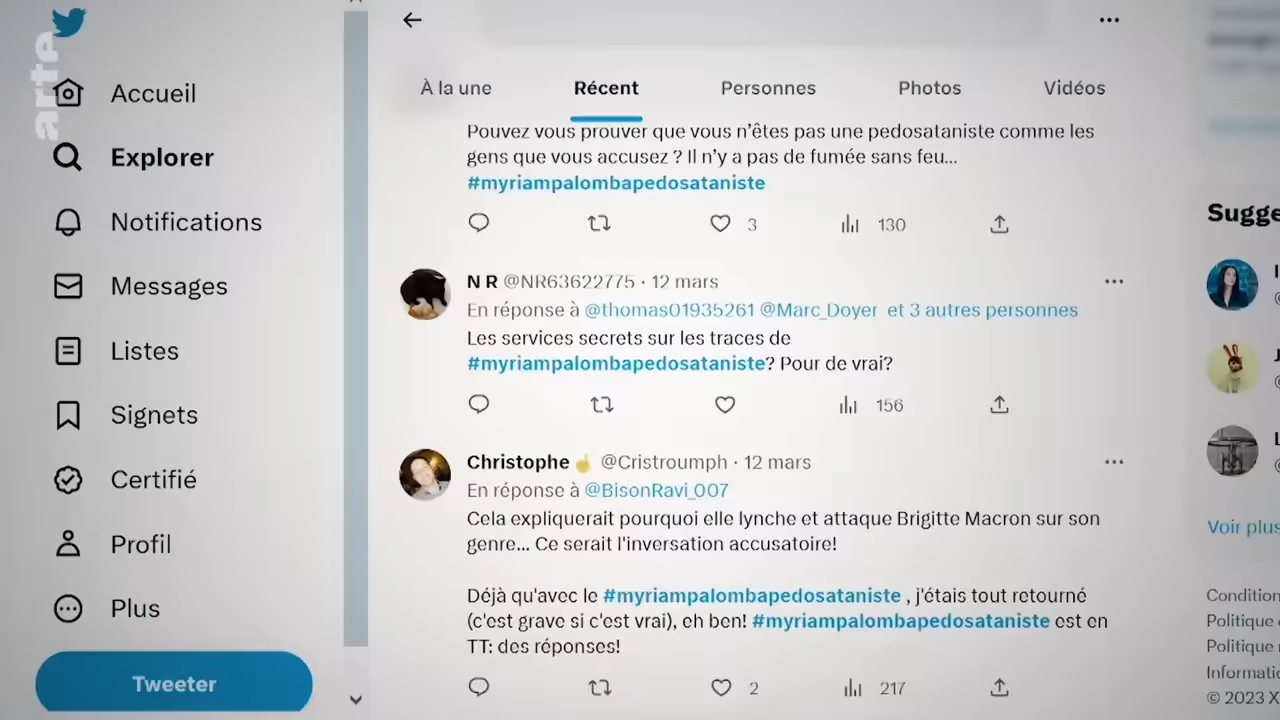 arte
Accueil
Explorer
Notifications
Messages
Listes
Signets
Certifié
Profil
Plus
Tweeter
À la une
Récent
Personnes
Photos
Vidéos
Pouvez vous prouver que vous n’êtes pas une pedosataniste comme les
gens que vous accusez ? Il n’y a pas de fumée sans feu...
#myriampalombapedosataniste
3
130
N R @NR63622775 · 12 mars
En réponse à @thomas01935261 @Marc_Doyer et 3 autres personnes
Les services secrets sur les traces de
#myriampalombapedosataniste? Pour de vrai?
156
Christophe @Cristroumph · 12 mars
En réponse à @BisonRavi_007
Cela expliquerait pourquoi elle lynche et attaque Brigitte Macron sur son
genre... Ce serait l'inversation accusatoire!
Déjà qu'avec le #myriampalombapedosataniste , j'étais tout retourné
(c'est grave si c'est vrai), eh ben! #myriampalombapedosataniste est en
TT: des réponses!
2
217
Sugge
Voir plus
Condition
Politique
Politique
Informatio
© 2023 X